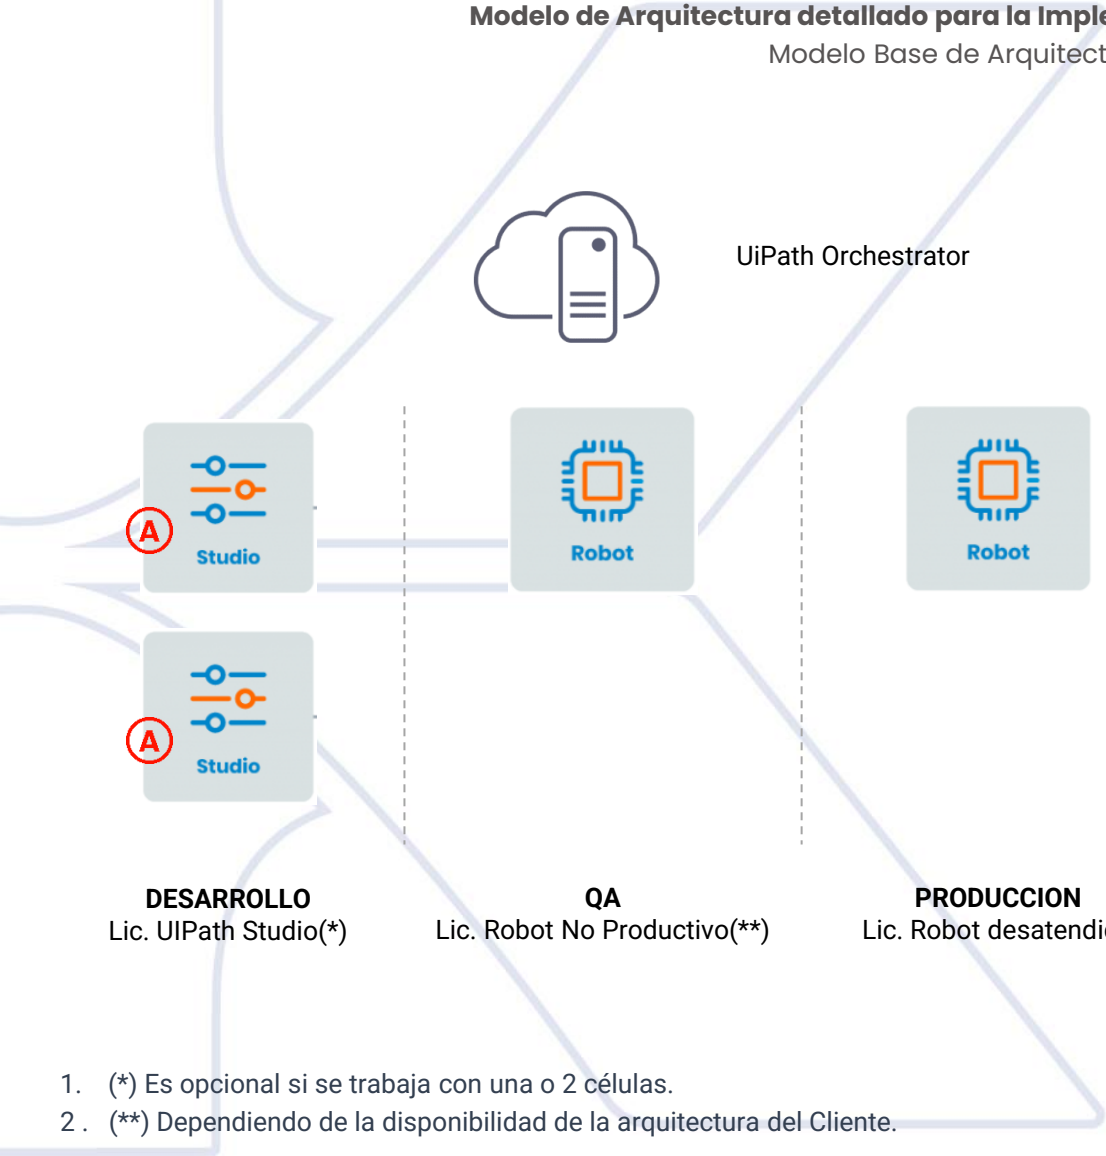 Modelo de Arquitectura detallado para la Imple
Modelo Base de Arquitect
UiPath Orchestrator
A
Studio
Robot
Robot
A
Studio
DESARROLLO
Lic. UIPath Studio(*)
QA
Lic. Robot No Productivo(**)
PRODUCCION
Lic. Robot desatendi
1. (*) Es opcional si se trabaja con una o 2 células.
2 . (**) Dependiendo de la disponibilidad de la arquitectura del Cliente.